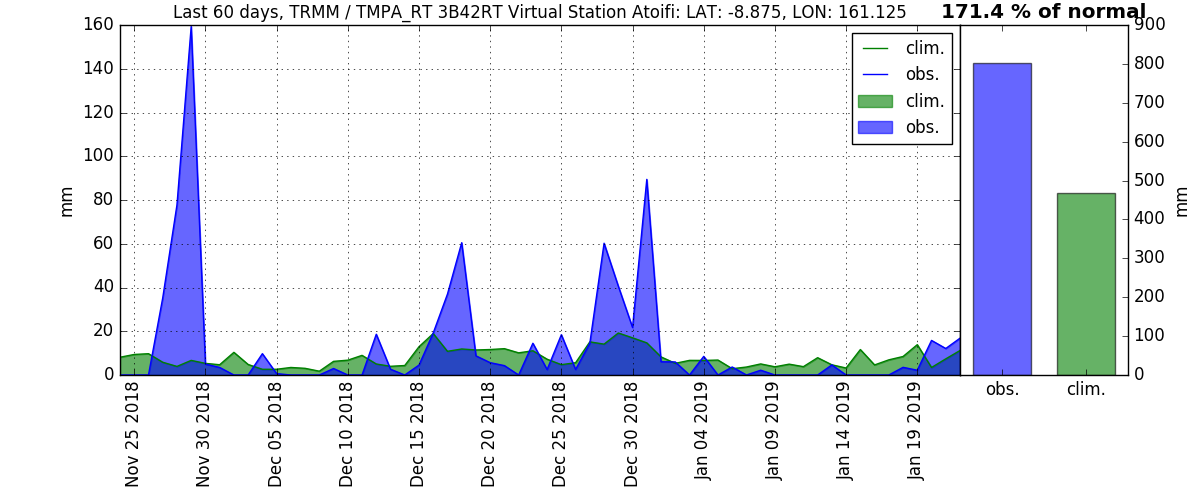 Last 60 days, TRMM / TMPA_RT 3B42RT Virtual Station Atoifi: LAT: -8.875, LON: 161.125
171.4 % of normal
mm
160
140
120
100
80
60
40
20
0
clim.
obs.
clim.
obs.
Nov 25 2018
Nov 30 2018
Dec 05 2018
Dec 10 2018
Dec 15 2018
Dec 20 2018
Dec 25 2018
Dec 30 2018
Jan 04 2019
Jan 09 2019
Jan 14 2019
Jan 19 2019
900
800
700
600
500
400
300
200
100
0
mm
obs.
clim.